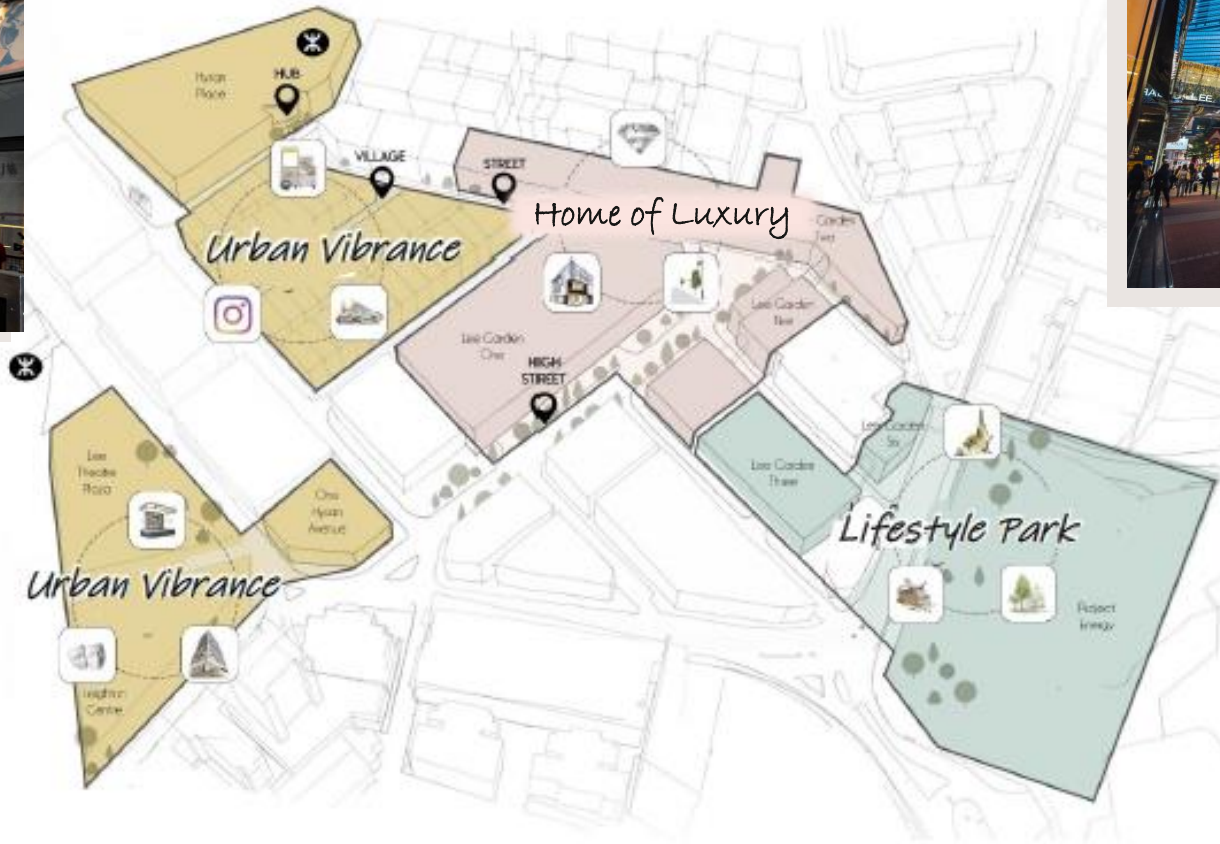 Hysan
Place
HUB
VILLAGE
STREET
Home of Luxury
Garden
Two
Urban Vibrance
Lee Garden
One
Lee Garden
HIGH
STREET
Lee
Theatre
Plaza
One
Hysan
Avenue
Lee Garden
Three
Lee Garden
Six
Lifestyle Park
Urban Vibrance
Project
Energy
Leighton
Centre